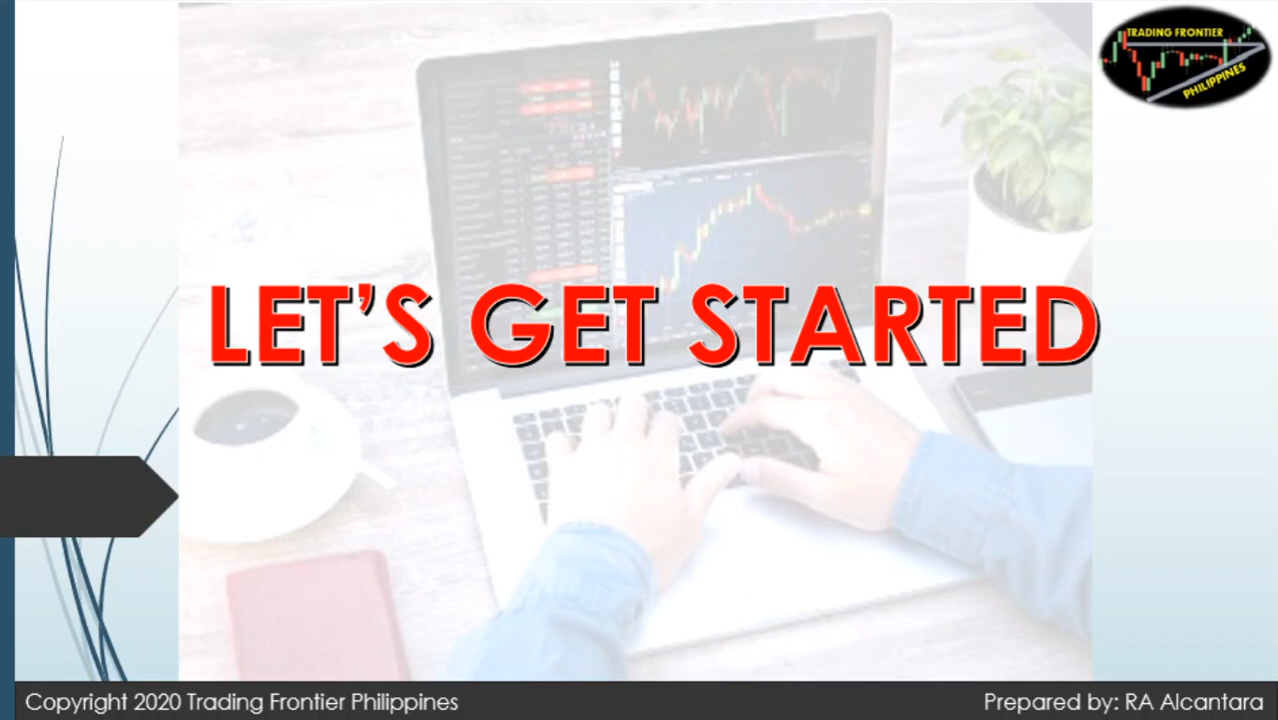 TRADING FRONTIER
PHILIPPINES
LET'S GET STARTED
Copyright 2020 Trading Frontier Philippines
Prepared by: RA Alcantara